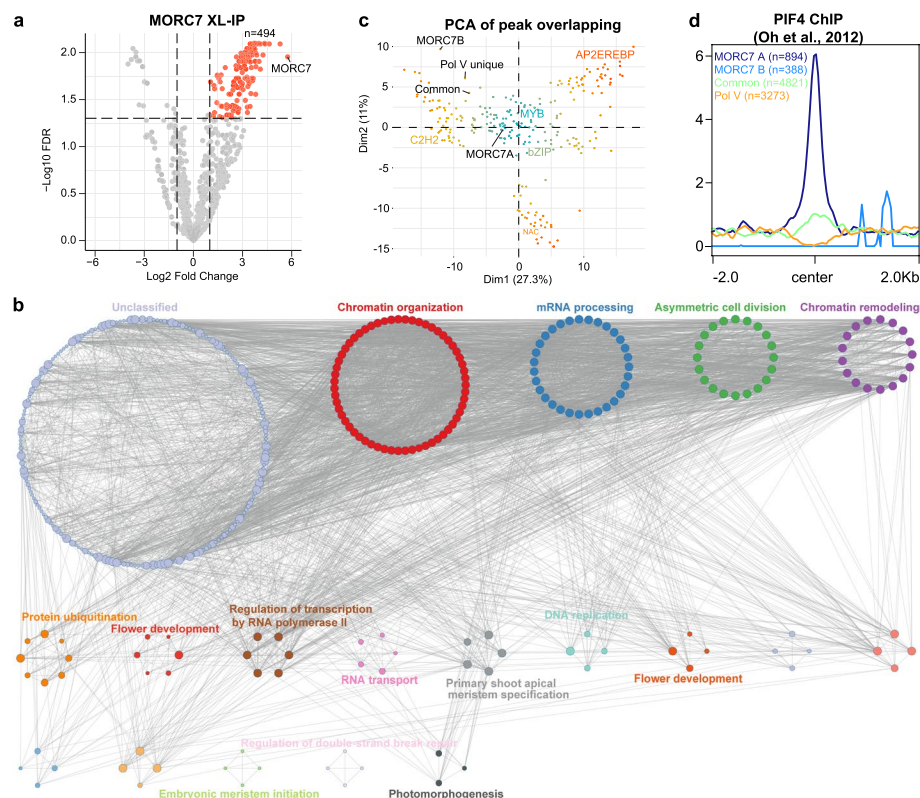 a
MORC7 XL-IP
n=494
MORC7
−Log10 FDR
2.0
1.5
1.0
0.5
0.0
−6
−3
0
3
6
Log2 Fold Change
c
PCA of peak overlapping
MORC7B
Pol V unique
Common
AP2EREBP
MYB
C2H2
MORC7A
bZIP
NAC
Dim2 (11%)
10
5
0
-5
-10
-15
-10
0
10
Dim1 (27.3%)
d
PIF4 ChIP
(Oh et al., 2012)
MORC7 A (n=894)
MORC7 B (n=388)
Common (n=4821)
Pol V (n=3273)
6
4
2
0
-2.0
center
2.0Kb
b
Unclassified
Chromatin organization
mRNA processing
Asymmetric cell division
Chromatin remodeling
Protein ubiquitination
Flower development
Regulation of transcription
by RNA polymerase II
RNA transport
Primary shoot apical
meristem specification
DNA replication
Flower development
Regulation of double-strand break repair
Embryonic meristem initiation
Photomorphogenesis